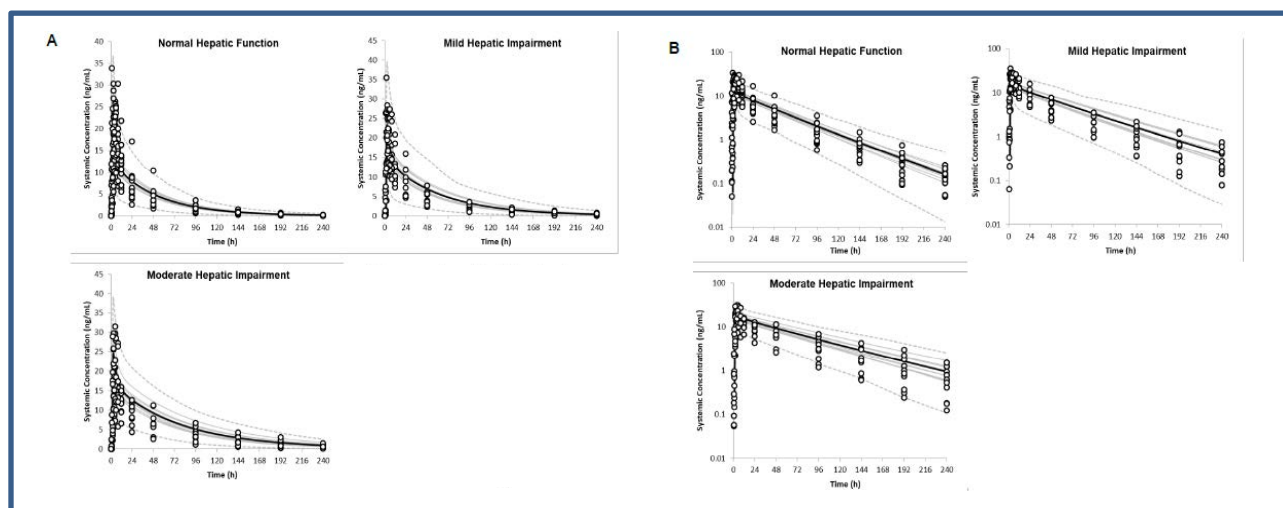 A
Normal Hepatic Function
Systemic Concentration (ng/mL)
40
35
30
25
20
15
10
5
0
0 24 48 72 96 120 144 168 192 216 240
Time (h)
Mild Hepatic Impairment
Systemic Concentration (ng/mL)
45
40
35
30
25
20
15
10
5
0
0 24 48 72 96 120 144 168 192 216 240
Time (h)
Moderate Hepatic Impairment
Systemic Concentration (ng/mL)
45
40
35
30
25
20
15
10
5
0
0 24 48 72 96 120 144 168 192 216 240
Time (h)
B
Normal Hepatic Function
Systemic Concentration (ng/mL)
100
10
1
0.1
0.01
0 24 48 72 96 120 144 168 192 216 240
Time (h)
Mild Hepatic Impairment
Systemic Concentration (ng/mL)
100
10
1
0.1
0.01
0 24 48 72 96 120 144 168 192 216 240
Time (h)
Moderate Hepatic Impairment
Systemic Concentration (ng/mL)
100
10
1
0.1
0.01
0 24 48 72 96 120 144 168 192 216 240
Time (h)